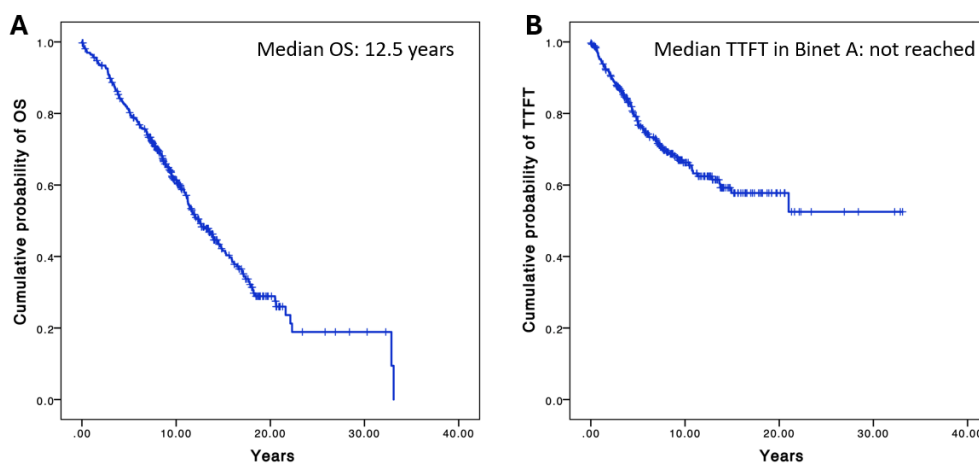 A
Median OS: 12.5 years
Cumulative probability of OS
1.0
0.8
0.6
0.4
0.2
0.0
.00 10.00 20.00 30.00 40.00
Years
B
Median TTFT in Binet A: not reached
Cumulative probability of TTFT
1.0
0.8
0.6
0.4
0.2
0.0
.00 10.00 20.00 30.00 40.00
Years